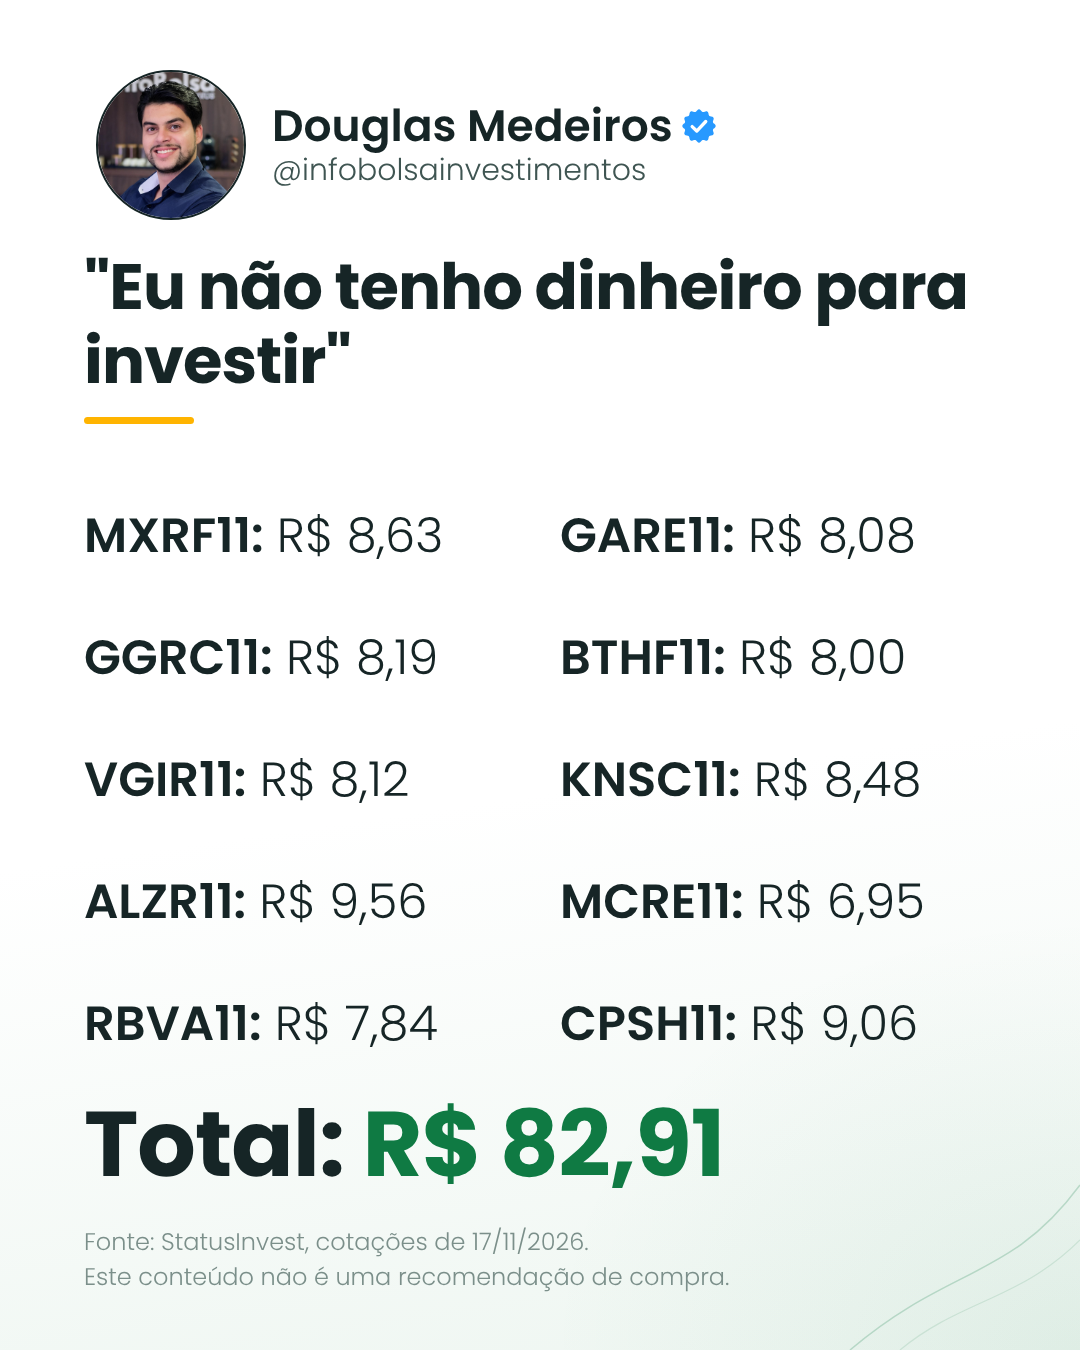 Douglas Medeiros
@infobolsainvestimentos
"Eu não tenho dinheiro para
investir"
MXRF11: R$ 8,63
GARE11: R$ 8,08
GGRC11: R$ 8,19
BTHF11: R$ 8,00
VGIR11: R$ 8,12
KNSC11: R$ 8,48
ALZR11: R$ 9,56
MCRE11: R$ 6,95
RBVA11: R$ 7,84
CPSH11: R$ 9,06
Total: R$ 82,91
Fonte: StatusInvest, cotações de 17/11/2026.
Este conteúdo não é uma recomendação de compra.